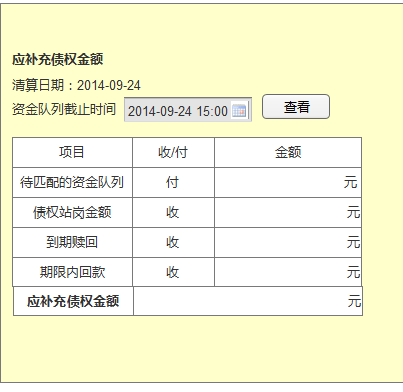 应补充债权金额
清算日期：2014-09-24
资金队列截止时间 2014-09-24 15:00 查看
项目 收/付 金额
待匹配的资金队列 付 元
债权站岗金额 收 元
到期赎回 收 元
期限内回款 收 元
应补充债权金额 元